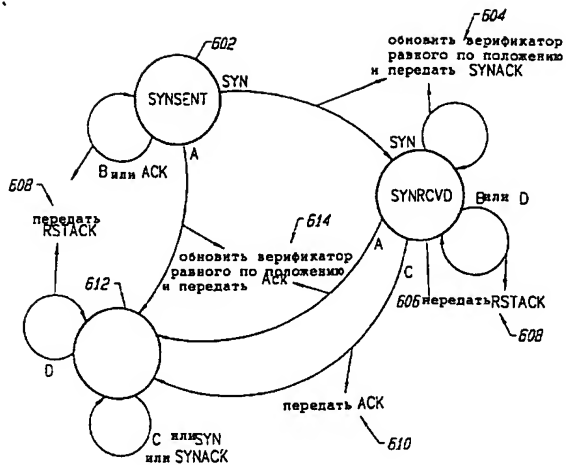 604
обновить верификатор
равного по положению
и передать SYNACK
602
SYN
SYNSENT
SYN
A
B или ACK
608
SYNRCVD
B или D
передать
RSTACK
614
A
обновить верификатор
равного по положению
и передать ACK
C
612
606 передать RSTACK
608
D
передать ACK
C или SYN
или SYNACK
610